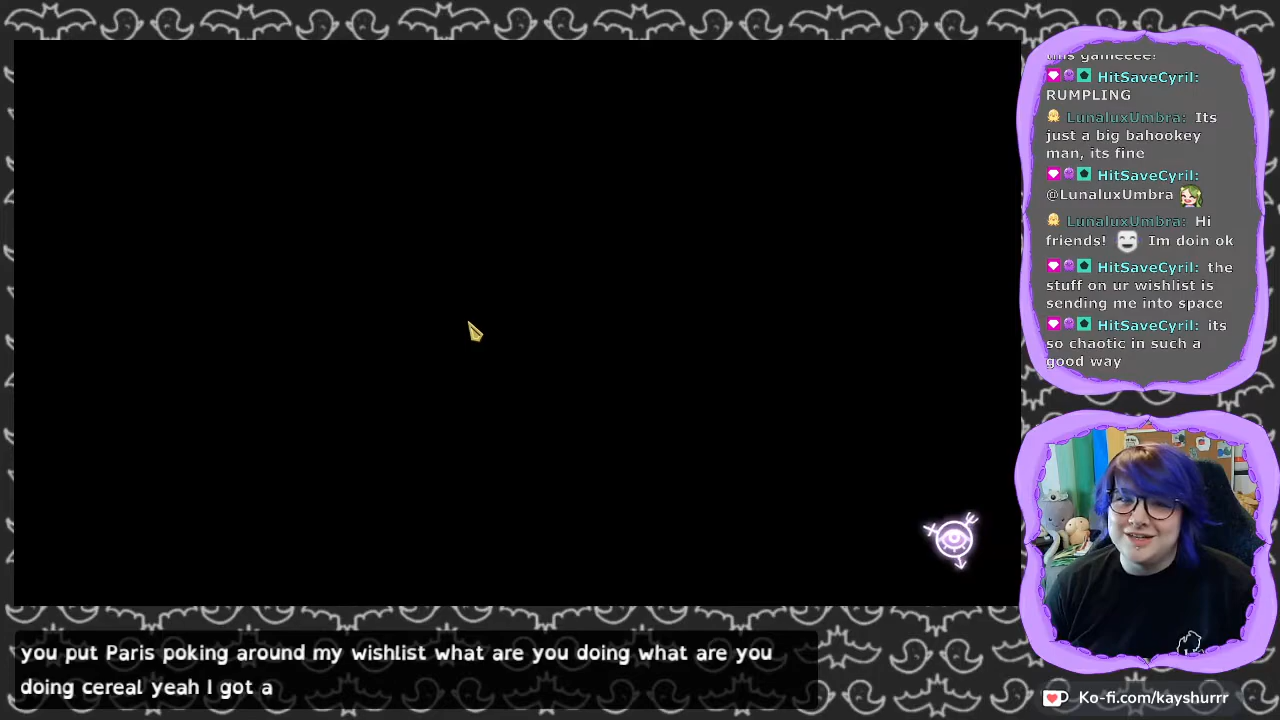 this gameeee!
HitSaveCyril:
RUMPLING
LunaluxUmbra: Its
just a big bahookey
man, its fine
HitSaveCyril:
@LunaluxUmbra
LunaluxUmbra: Hi
friends! Im doin ok
HitSaveCyril: the
stuff on ur wishlist is
sending me into space
HitSaveCyril: its
so chaotic in such a
good way
you put Paris poking around my wishlist what are you doing what are you
doing cereal yeah I got a
Ko-fi.com/kayshurrr